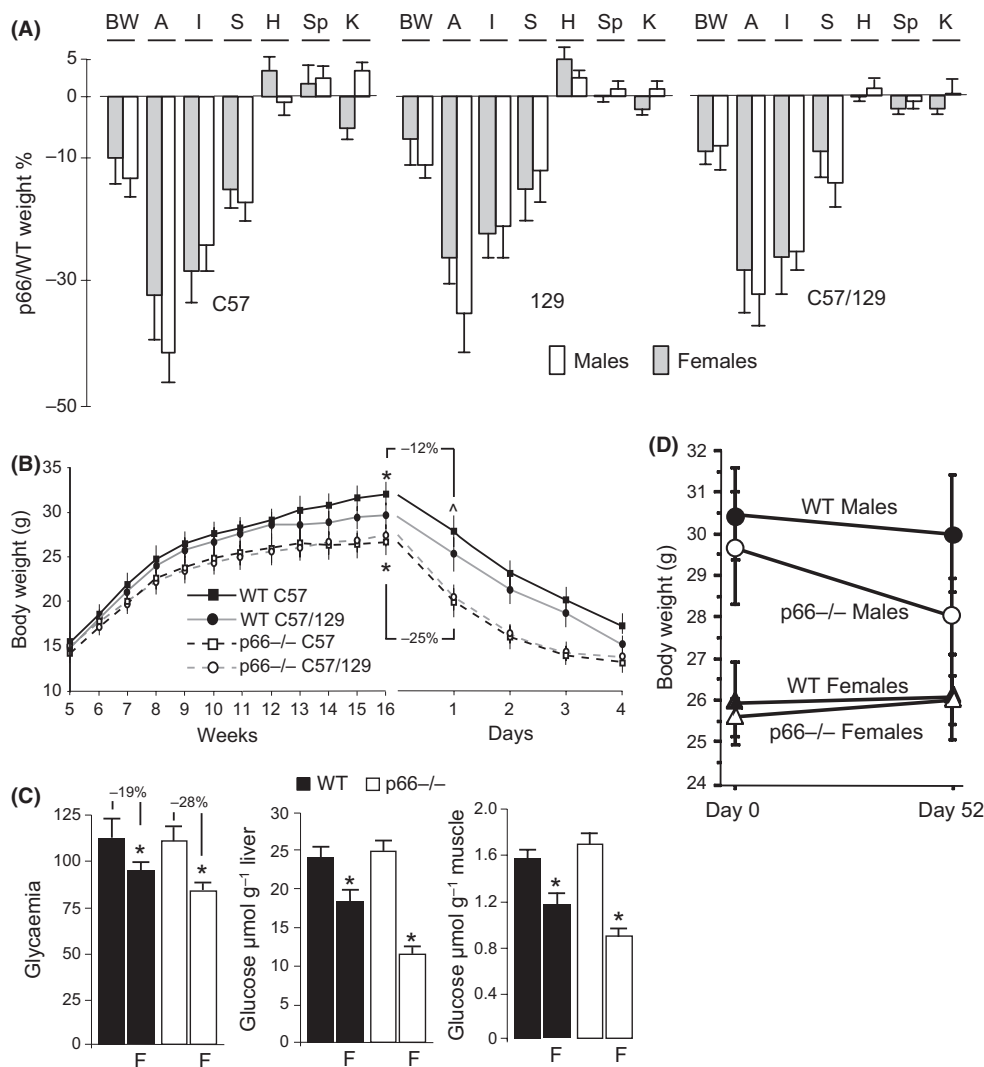 (A)
BW A I S H Sp K
BW A I S H Sp K
BW A I S H Sp K
p66/WT weight %
5
0
–10
–30
–50
C57
129
C57/129
Males
Females
(B)
Body weight (g)
35
30
25
20
15
10
–12%
*
^
*
–25%
WT C57
WT C57/129
p66–/– C57
p66–/– C57/129
5 6 7 8 9 10 11 12 13 14 15 16
1 2 3 4
Weeks
Days
(D)
Body weight (g)
32
31
30
29
28
27
26
25
24
WT Males
p66–/– Males
WT Females
p66–/– Females
Day 0
Day 52
(C)
WT
p66–/–
Glycaemia
125
100
75
50
25
0
–19%
–28%
*
*
F
F
Glucose μmol g–1 liver
30
25
20
15
10
5
0
*
*
F
F
Glucose μmol g–1 muscle
2.0
1.6
1.2
0.8
0.4
0
*
*
F
F